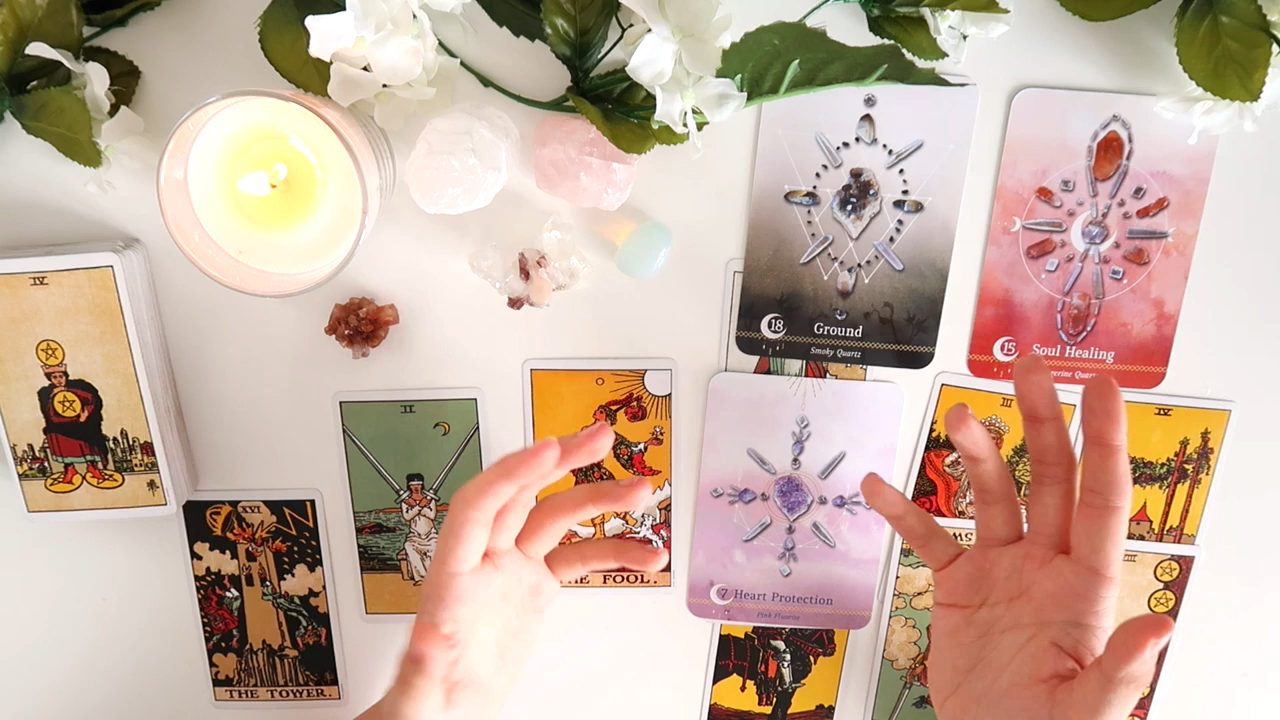 IV
XVI
THE TOWER.
II
THE FOOL.
18
Ground
Smoky Quartz
15
Soul Healing
7
Heart Protection
Pink Fluorite
III
IV